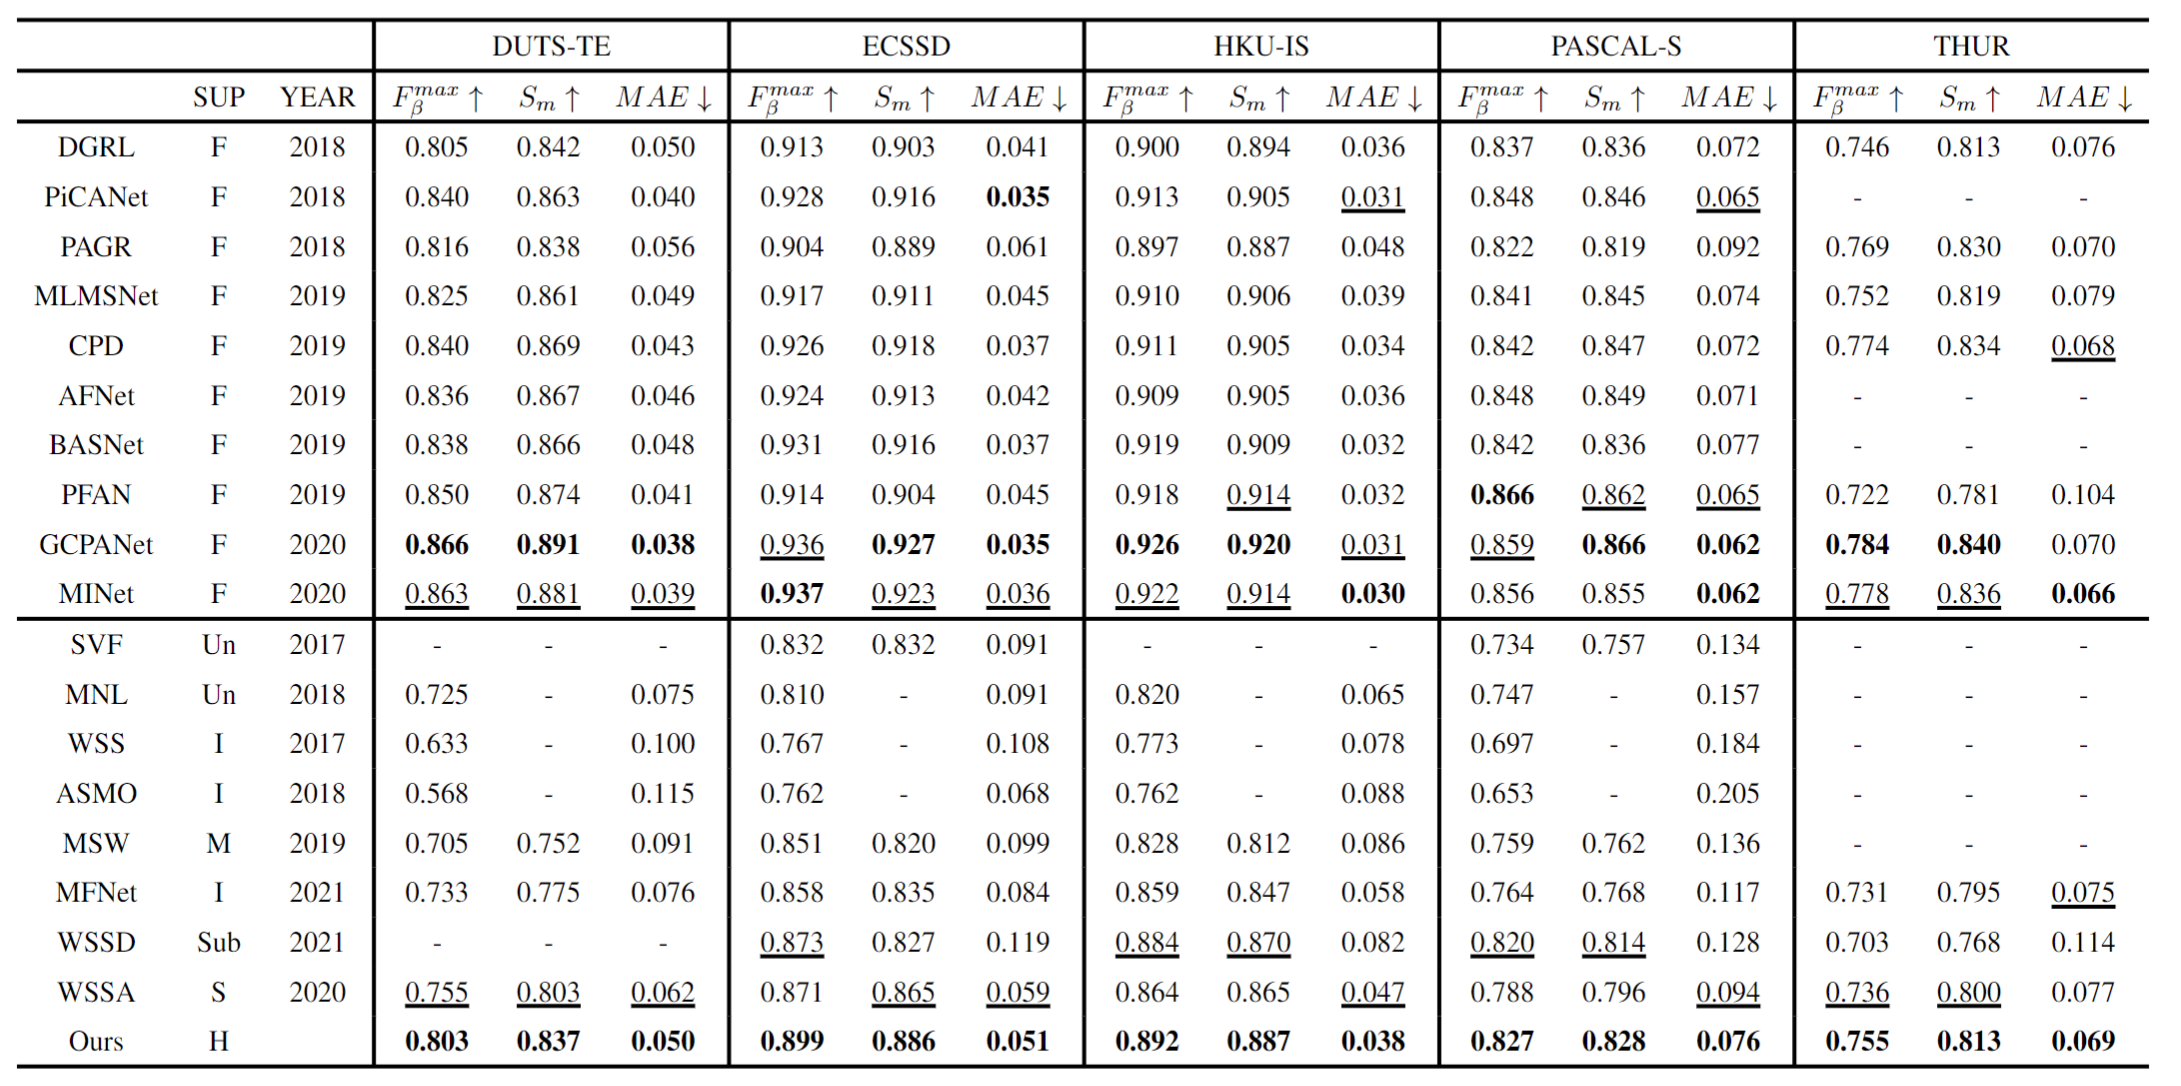 DUTS-TE ECSSD HKU-IS PASCAL-S THUR
SUP YEAR F_β^max ↑ S_m ↑ MAE ↓ F_β^max ↑ S_m ↑ MAE ↓ F_β^max ↑ S_m ↑ MAE ↓ F_β^max ↑ S_m ↑ MAE ↓ F_β^max ↑ S_m ↑ MAE ↓
DGRL F 2018 0.805 0.842 0.050 0.913 0.903 0.041 0.900 0.894 0.036 0.837 0.836 0.072 0.746 0.813 0.076
PiCANet F 2018 0.840 0.863 0.040 0.928 0.916 0.035 0.913 0.905 0.031 0.848 0.846 0.065 - - -
PAGR F 2018 0.816 0.838 0.056 0.904 0.889 0.061 0.897 0.887 0.048 0.822 0.819 0.092 0.769 0.830 0.070
MLMSNet F 2019 0.825 0.861 0.049 0.917 0.911 0.045 0.910 0.906 0.039 0.841 0.845 0.074 0.752 0.819 0.079
CPD F 2019 0.840 0.869 0.043 0.926 0.918 0.037 0.911 0.905 0.034 0.842 0.847 0.072 0.774 0.834 0.068
AFNet F 2019 0.836 0.867 0.046 0.924 0.913 0.042 0.909 0.905 0.036 0.848 0.849 0.071 - - -
BASNet F 2019 0.838 0.866 0.048 0.931 0.916 0.037 0.919 0.909 0.032 0.842 0.836 0.077 - - -
PFAN F 2019 0.850 0.874 0.041 0.914 0.904 0.045 0.918 0.914 0.032 0.866 0.862 0.065 0.722 0.781 0.104
GCPANet F 2020 0.866 0.891 0.038 0.936 0.927 0.035 0.926 0.920 0.031 0.859 0.866 0.062 0.784 0.840 0.070
MINet F 2020 0.863 0.881 0.039 0.937 0.923 0.036 0.922 0.914 0.030 0.856 0.855 0.062 0.778 0.836 0.066
SVF Un 2017 - - - 0.832 0.832 0.091 - - - 0.734 0.757 0.134 - - -
MNL Un 2018 0.725 - 0.075 0.810 - 0.091 0.820 - 0.065 0.747 - 0.157 - - -
WSS I 2017 0.633 - 0.100 0.767 - 0.108 0.773 - 0.078 0.697 - 0.184 - - -
ASMO I 2018 0.568 - 0.115 0.762 - 0.068 0.762 - 0.088 0.653 - 0.205 - - -
MSW M 2019 0.705 0.752 0.091 0.851 0.820 0.099 0.828 0.812 0.086 0.759 0.762 0.136 - - -
MFNet I 2021 0.733 0.775 0.076 0.858 0.835 0.084 0.859 0.847 0.058 0.764 0.768 0.117 0.731 0.795 0.075
WSSD Sub 2021 - - - 0.873 0.827 0.119 0.884 0.870 0.082 0.820 0.814 0.128 0.703 0.768 0.114
WSSA S 2020 0.755 0.803 0.062 0.871 0.865 0.059 0.864 0.865 0.047 0.788 0.796 0.094 0.736 0.800 0.077
Ours H 0.803 0.837 0.050 0.899 0.886 0.051 0.892 0.887 0.038 0.827 0.828 0.076 0.755 0.813 0.069